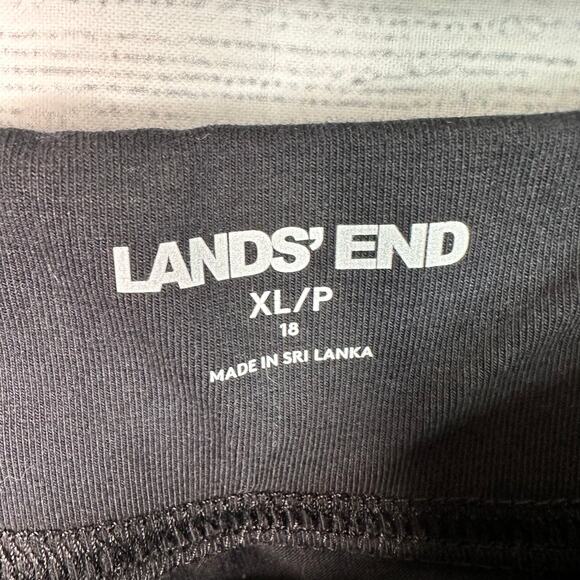 LANDS' END
XL/P
18
MADE IN SRI LANKA